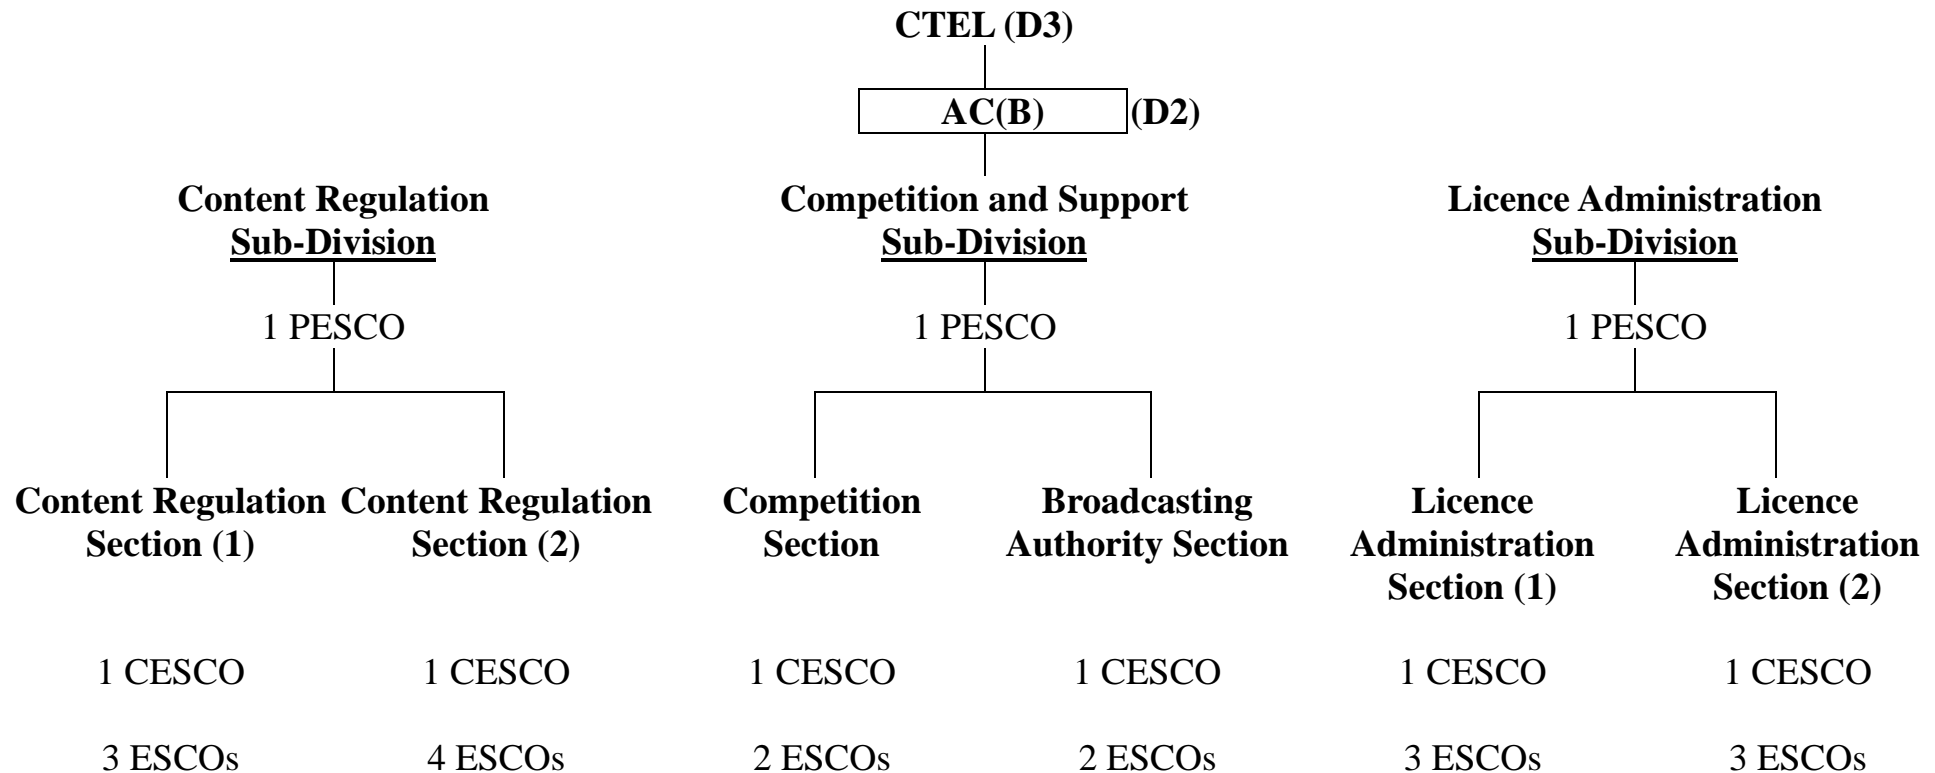 CTEL (D3)
AC(B) (D2)
Content Regulation
Sub-Division
Competition and Support
Sub-Division
Licence Administration
Sub-Division
1 PESCO
1 PESCO
1 PESCO
Content Regulation
Section (1)
Content Regulation
Section (2)
Competition
Section
Broadcasting
Authority Section
Licence
Administration
Section (1)
Licence
Administration
Section (2)
1 CESCO
1 CESCO
1 CESCO
1 CESCO
1 CESCO
1 CESCO
3 ESCOs
4 ESCOs
2 ESCOs
2 ESCOs
3 ESCOs
3 ESCOs